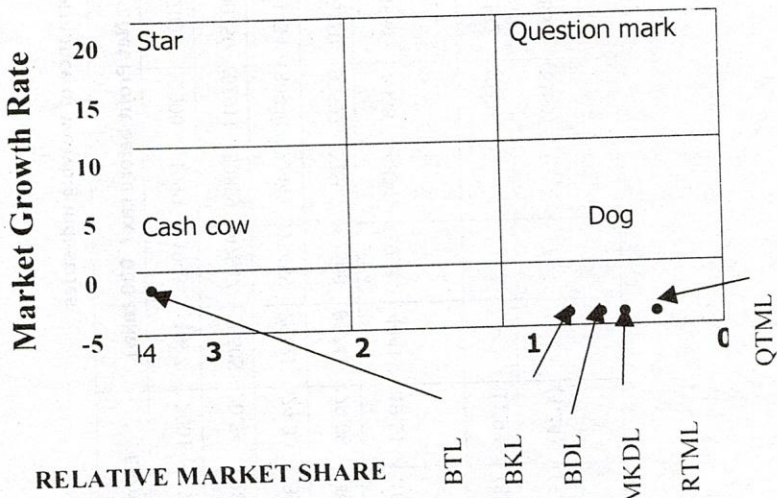 Market Growth Rate
20
15
10
5
0
-5
Star
Question mark
Cash cow
Dog
4
3
2
1
0
RELATIVE MARKET SHARE
BTL
BKL
BDL
MKDL
RTML
QTML